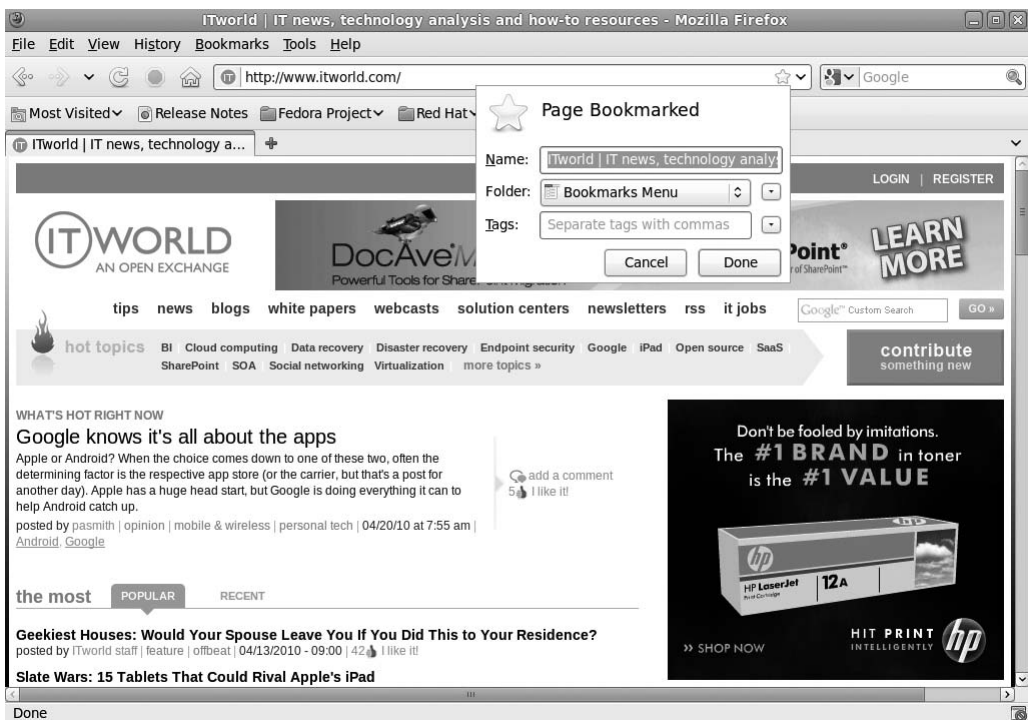 ITworld | IT news, technology analysis and how-to resources - Mozilla Firefox
File Edit View History Bookmarks Tools Help
http://www.itworld.com/
Google
Most Visited Release Notes Fedora Project Red Hat
ITworld | IT news, technology a...
Page Bookmarked
Name: ITworld | IT news, technology analy
Folder: Bookmarks Menu
Tags: Separate tags with commas
Cancel Done
LOGIN | REGISTER
IT WORLD
AN OPEN EXCHANGE
DocAve
Powerful Tools for Share
Point®
of SharePoint™
LEARN MORE
tips news blogs white papers webcasts solution centers newsletters rss it jobs
Google™ Custom Search
GO »
hot topics
BI Cloud computing Data recovery Disaster recovery Endpoint security Google iPad Open source SaaS
SharePoint SOA Social networking Virtualization more topics »
contribute
something new
WHAT'S HOT RIGHT NOW
Google knows it's all about the apps
Apple or Android? When the choice comes down to one of these two, often the
determining factor is the respective app store (or the carrier, but that's a post for
another day). Apple has a huge head start, but Google is doing everything it can to
help Android catch up.
posted by pasmith | opinion | mobile & wireless | personal tech | 04/20/10 at 7:55 am |
Android, Google
add a comment
5 I like it!
Don't be fooled by imitations.
The #1 BRAND in toner
is the #1 VALUE
hp
HP LaserJet
Print Cartridge
12A
›› SHOP NOW
HIT PRINT
INTELLIGENTLY
hp
the most POPULAR RECENT
Geekiest Houses: Would Your Spouse Leave You If You Did This to Your Residence?
posted by ITworld staff | feature | offbeat | 04/13/2010 - 09:00 | 42 I like it!
Slate Wars: 15 Tablets That Could Rival Apple's iPad
Done